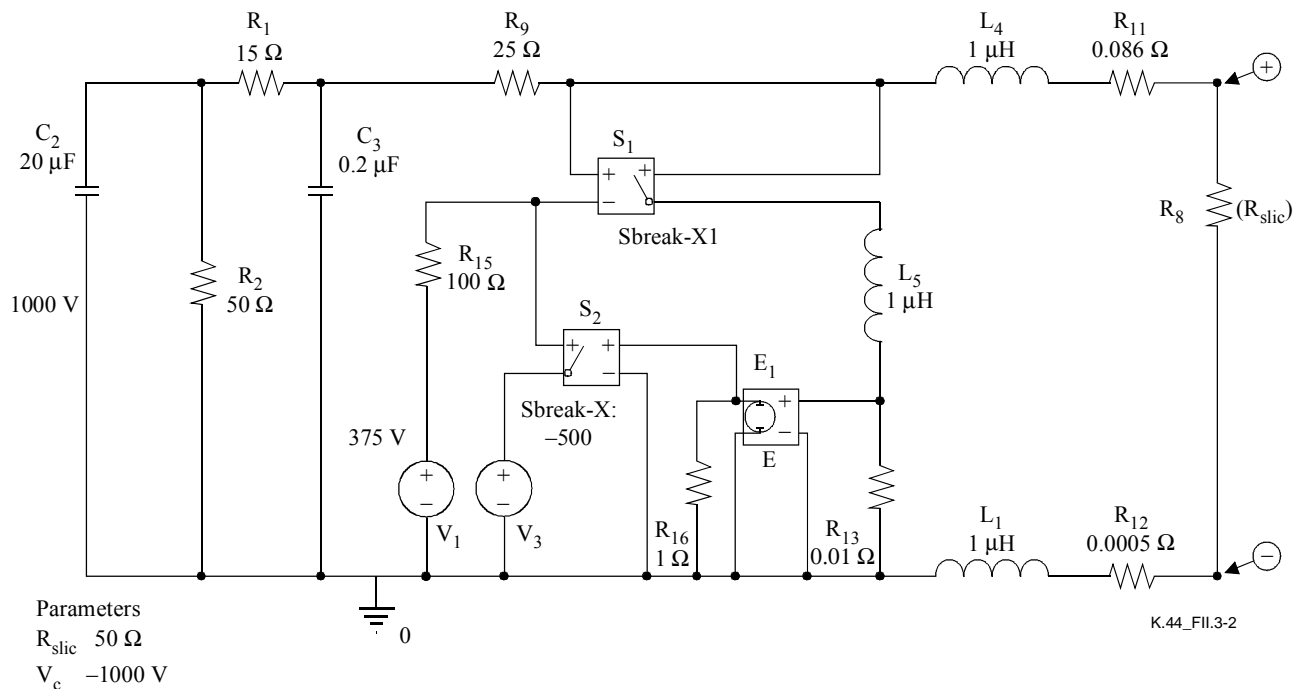 R1
15 Ω
R9
25 Ω
L4
1 μH
R11
0.086 Ω
+
C2
20 μF
C3
0.2 μF
S1
+ +
−
Sbreak-X1
R8 (Rslic)
R15
100 Ω
L5
1 μH
R2
50 Ω
1000 V
S2
+ +
−
E1
+
−
E
Sbreak-X:
–500
375 V
+
−
V1
+
−
V3
R16
1 Ω
R13
0.01 Ω
L1
1 μH
R12
0.0005 Ω
−
0
Parameters
Rslic 50 Ω
Vc –1000 V
K.44_FII.3-2